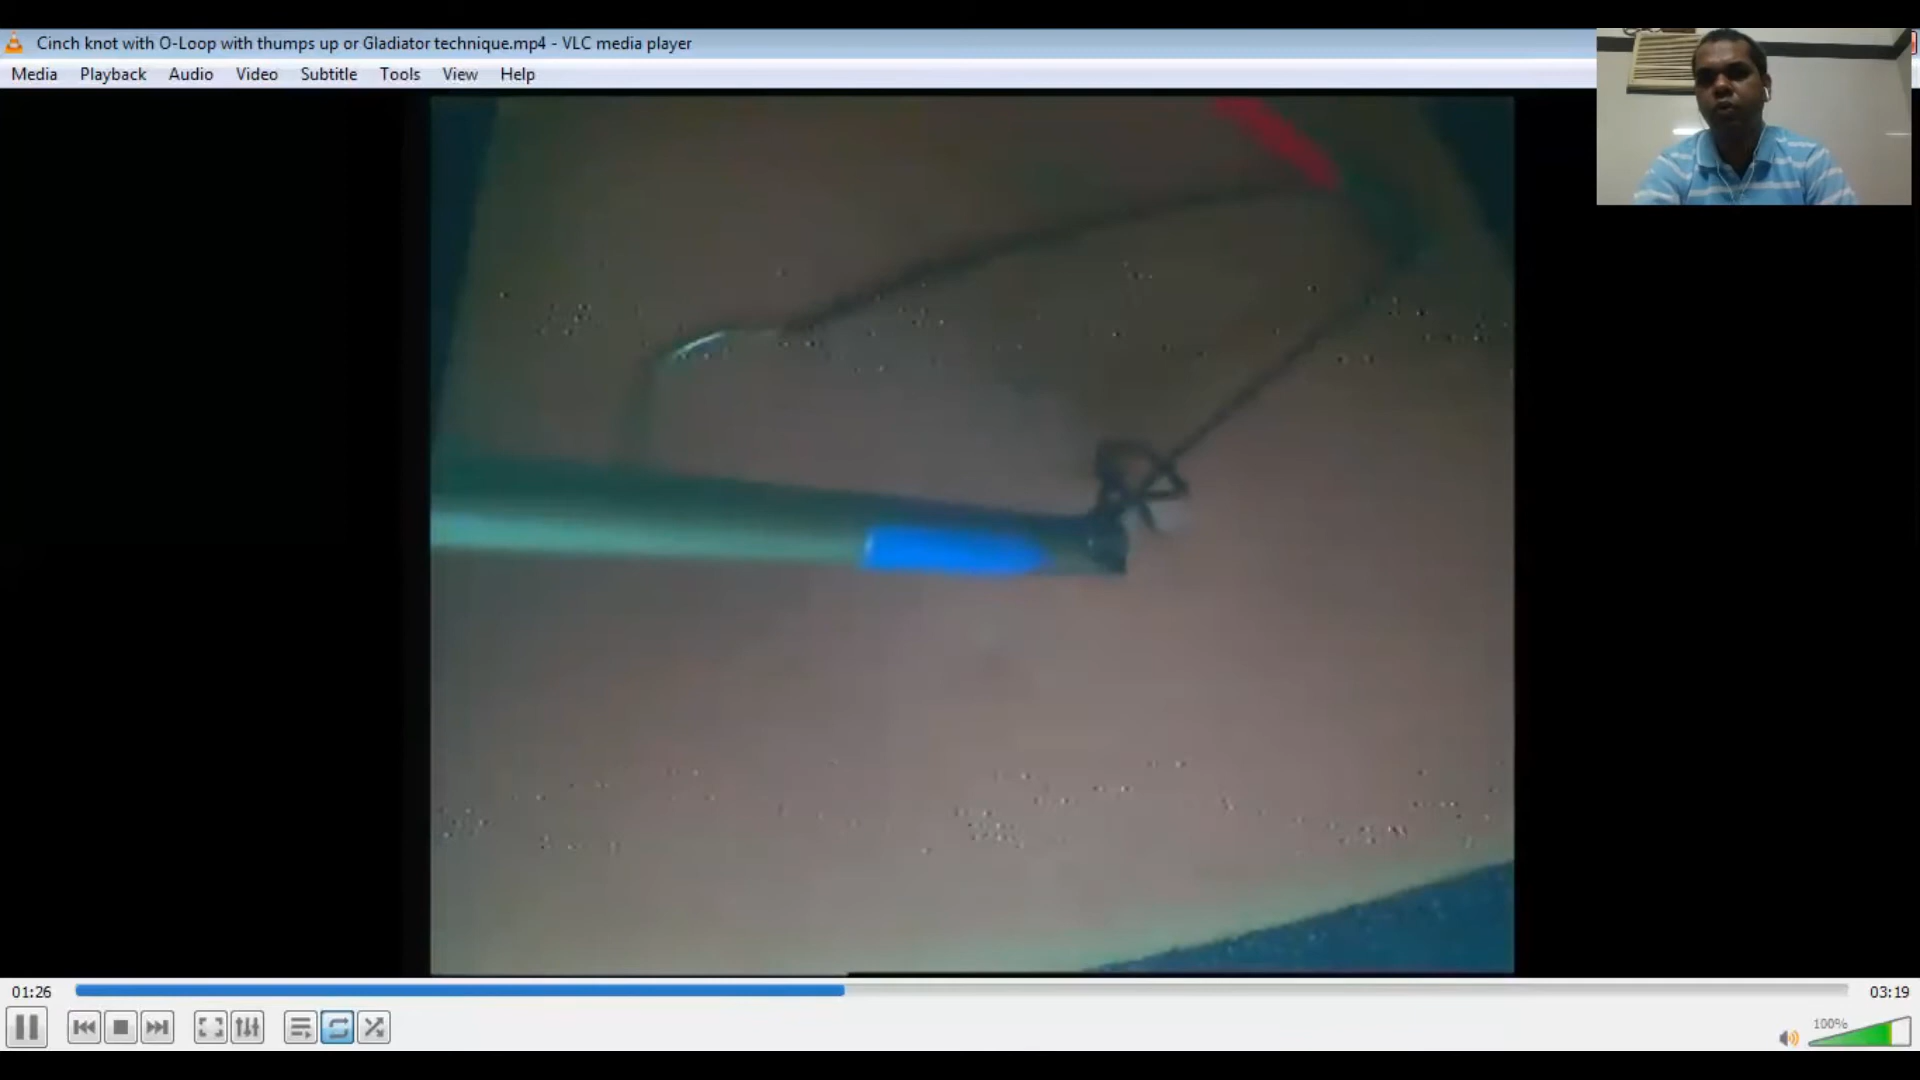 Cinch knot with O-Loop with thumps up or Gladiator technique.mp4 - VLC media player
Media Playback Audio Video Subtitle Tools View Help
01:26
03:19
100%